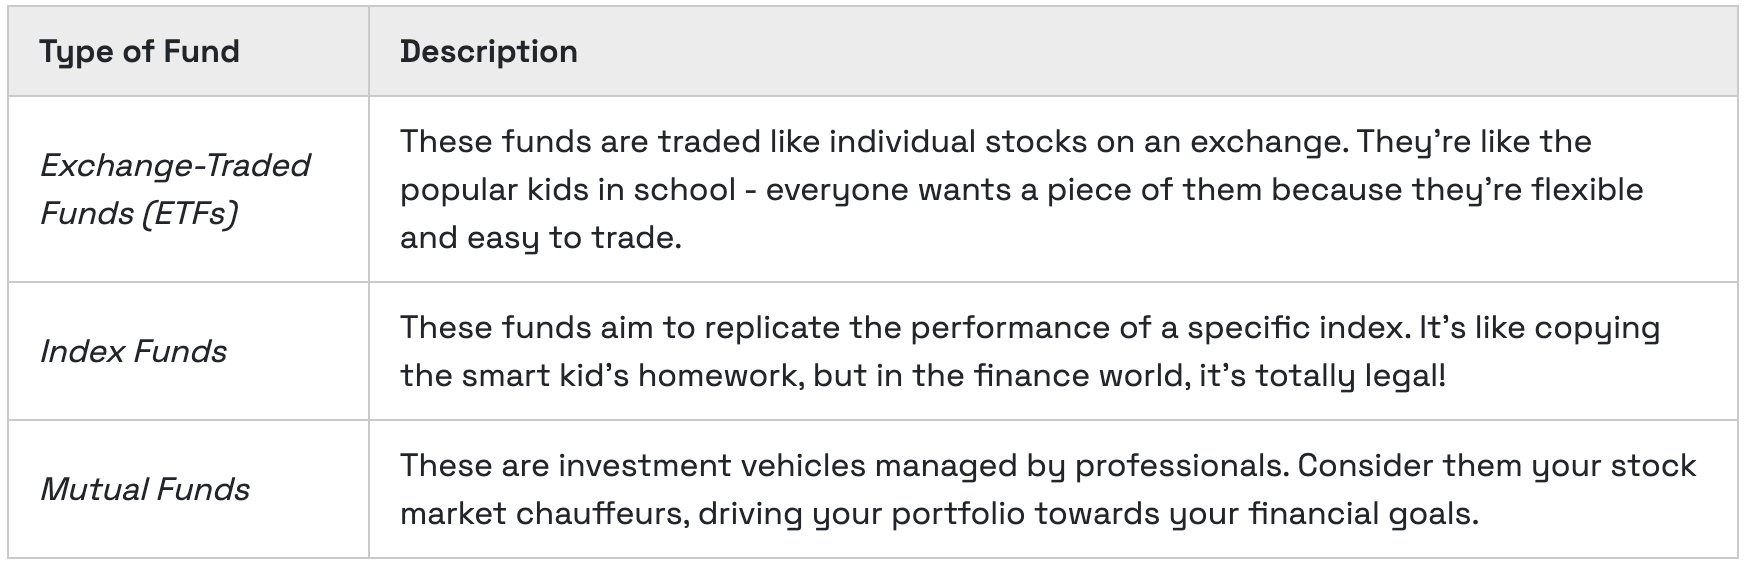 Type of Fund
Description
Exchange-Traded
Funds (ETFs)
These funds are traded like individual stocks on an exchange. They’re like the
popular kids in school - everyone wants a piece of them because they’re flexible
and easy to trade.
Index Funds
These funds aim to replicate the performance of a specific index. It’s like copying
the smart kid’s homework, but in the finance world, it’s totally legal!
Mutual Funds
These are investment vehicles managed by professionals. Consider them your stock
market chauffeurs, driving your portfolio towards your financial goals.